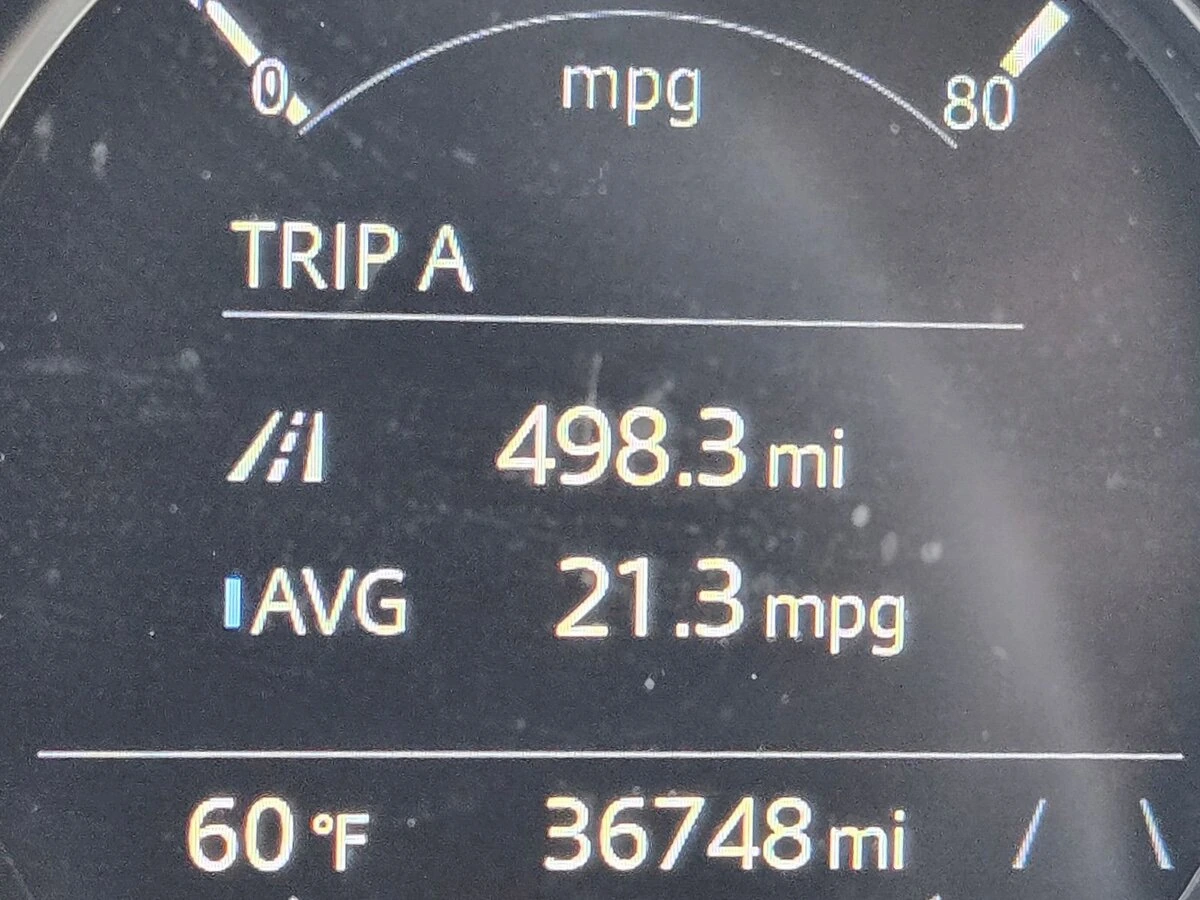 0 mpg 80
TRIP A
498.3 mi
AVG 21.3 mpg
60 °F 36748 mi